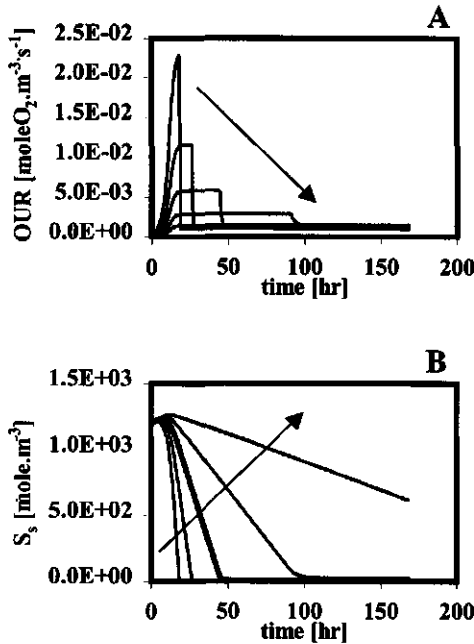 A
OUR [moleO₂.m⁻³s⁻¹]
2.5E-02
2.0E-02
1.5E-02
1.0E-02
5.0E-03
0.0E+00
0 50 100 150 200
time [hr]
B
Sₛ [mole.m⁻³]
1.5E+03
1.0E+03
5.0E+02
0.0E+00
0 50 100 150 200
time [hr]